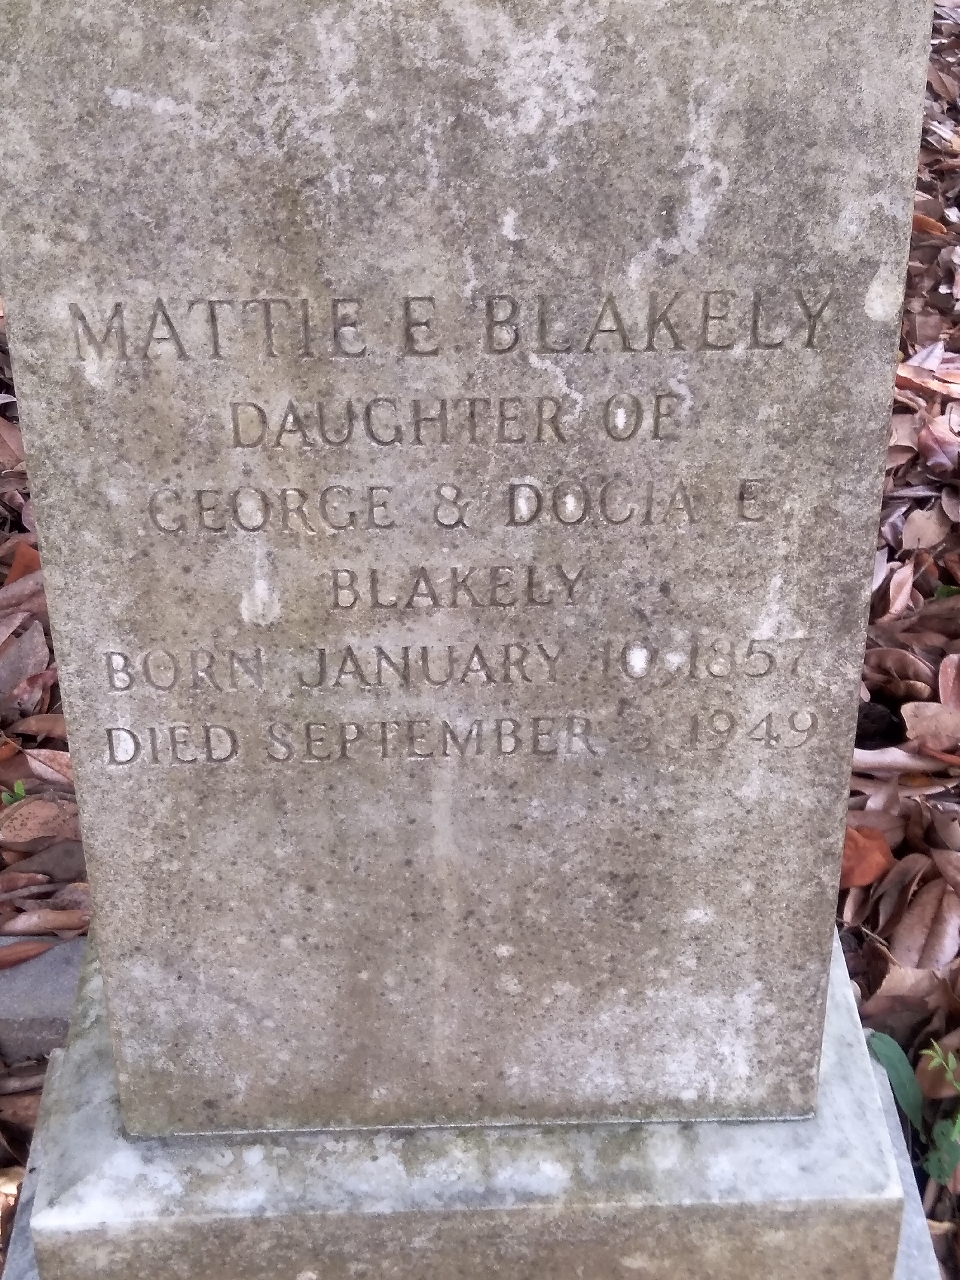 MATTIE E BLAKELY
DAUGHTER OF
GEORGE & DOCIA E
BLAKELY
BORN JANUARY 10, 1857
DIED SEPTEMBER 1949